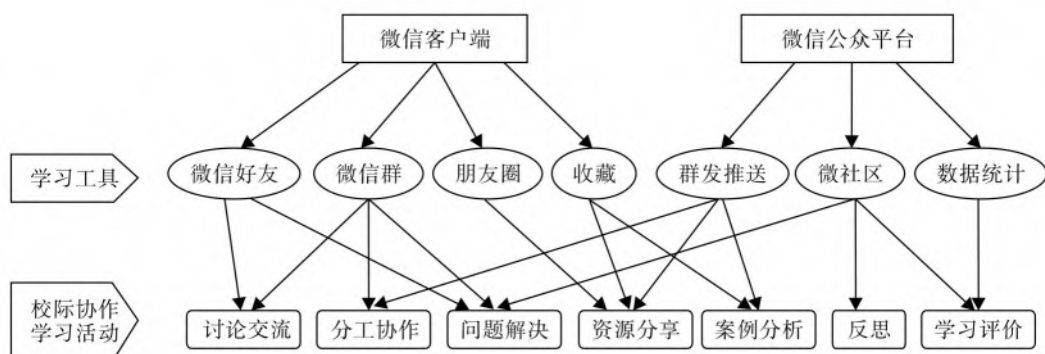 微信客户端
微信公众平台
学习工具
微信好友
微信群
朋友圈
收藏
群发推送
微社区
数据统计
校际协作
学习活动
讨论交流
分工协作
问题解决
资源分享
案例分析
反思
学习评价